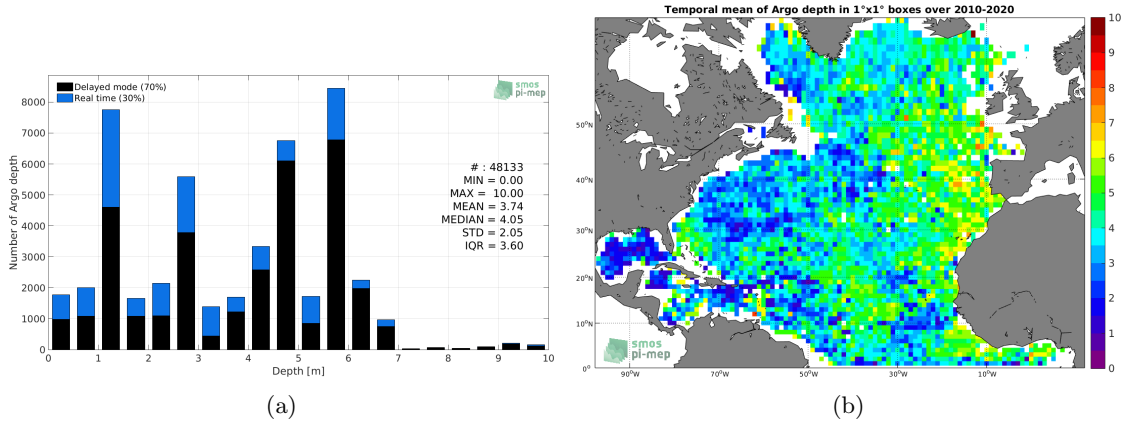 Delayed mode (70%)
Real time (30%)
smos
pi-mep
# : 48133
MIN = 0.00
MAX = 10.00
MEAN = 3.74
MEDIAN = 4.05
STD = 2.05
IQR = 3.60
Number of Argo depth
8000
7000
6000
5000
4000
3000
2000
1000
0
0 1 2 3 4 5 6 7 8 9 10
Depth [m]
(a)
Temporal mean of Argo depth in 1°x1° boxes over 2010-2020
50°N
40°N
30°N
20°N
10°N
0°
90°W 70°W 50°W 30°W 10°W
smos
pi-mep
10
9
8
7
6
5
4
3
2
1
0
(b)